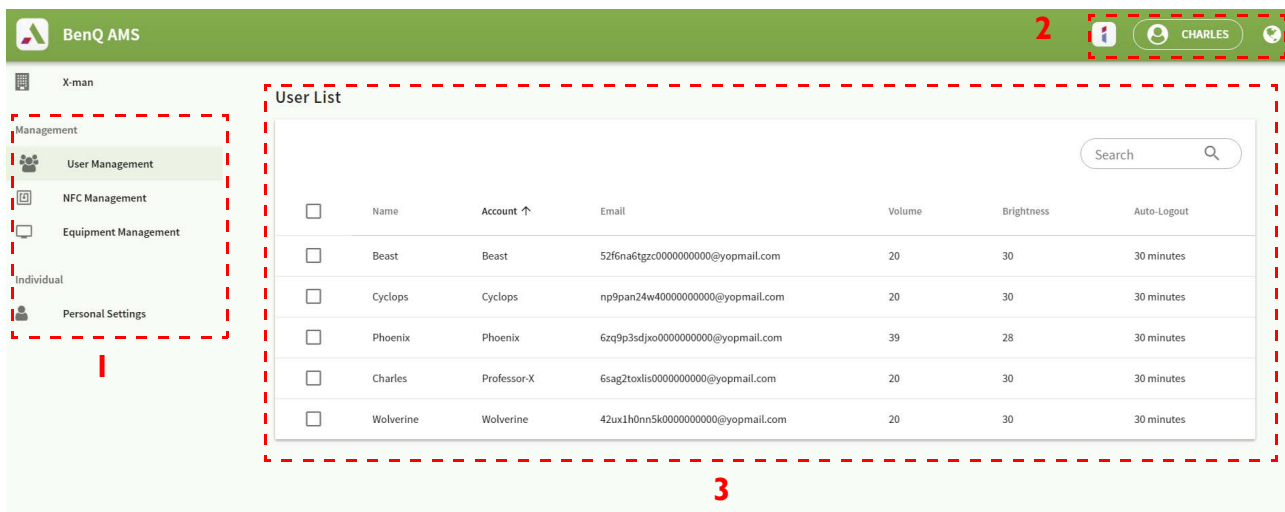 BenQ AMS
2
CHARLES
X-man
User List
Management
Search
User Management
NFC Management
Name Account ↑ Email Volume Brightness Auto-Logout
Equipment Management
Beast Beast 52f6na6tgzc0000000000@yopmail.com 20 30 30 minutes
Individual
Cyclops Cyclops np9pan24w40000000000@yopmail.com 20 30 30 minutes
Personal Settings
Phoenix Phoenix 6zq9p3sdjxo0000000000@yopmail.com 39 28 30 minutes
1
Charles Professor-X 6sag2toxlis0000000000@yopmail.com 20 30 30 minutes
Wolverine Wolverine 42ux1h0nn5k0000000000@yopmail.com 20 30 30 minutes
3